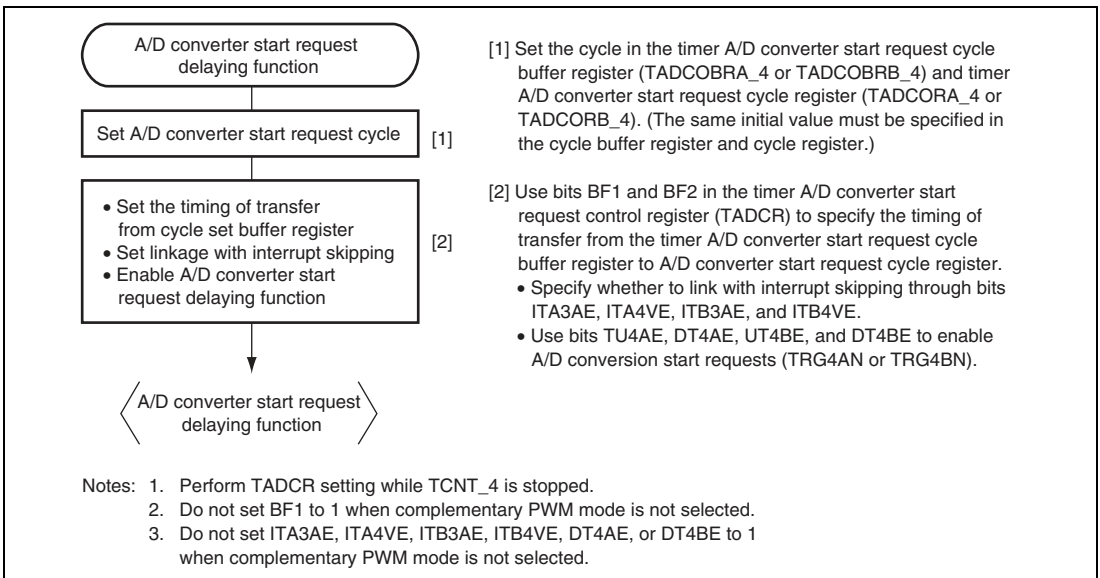 A/D converter start request
delaying function
Set A/D converter start request cycle
[1]
• Set the timing of transfer
from cycle set buffer register
• Set linkage with interrupt skipping
• Enable A/D converter start
request delaying function
[2]
A/D converter start request
delaying function
[1] Set the cycle in the timer A/D converter start request cycle
buffer register (TADCOBRA_4 or TADCOBRB_4) and timer
A/D converter start request cycle register (TADCORA_4 or
TADCORB_4). (The same initial value must be specified in
the cycle buffer register and cycle register.)
[2] Use bits BF1 and BF2 in the timer A/D converter start
request control register (TADCR) to specify the timing of
transfer from the timer A/D converter start request cycle
buffer register to A/D converter start request cycle register.
• Specify whether to link with interrupt skipping through bits
ITA3AE, ITA4VE, ITB3AE, and ITB4VE.
• Use bits TU4AE, DT4AE, UT4BE, and DT4BE to enable
A/D conversion start requests (TRG4AN or TRG4BN).
Notes: 1. Perform TADCR setting while TCNT_4 is stopped.
2. Do not set BF1 to 1 when complementary PWM mode is not selected.
3. Do not set ITA3AE, ITA4VE, ITB3AE, ITB4VE, DT4AE, or DT4BE to 1
when complementary PWM mode is not selected.